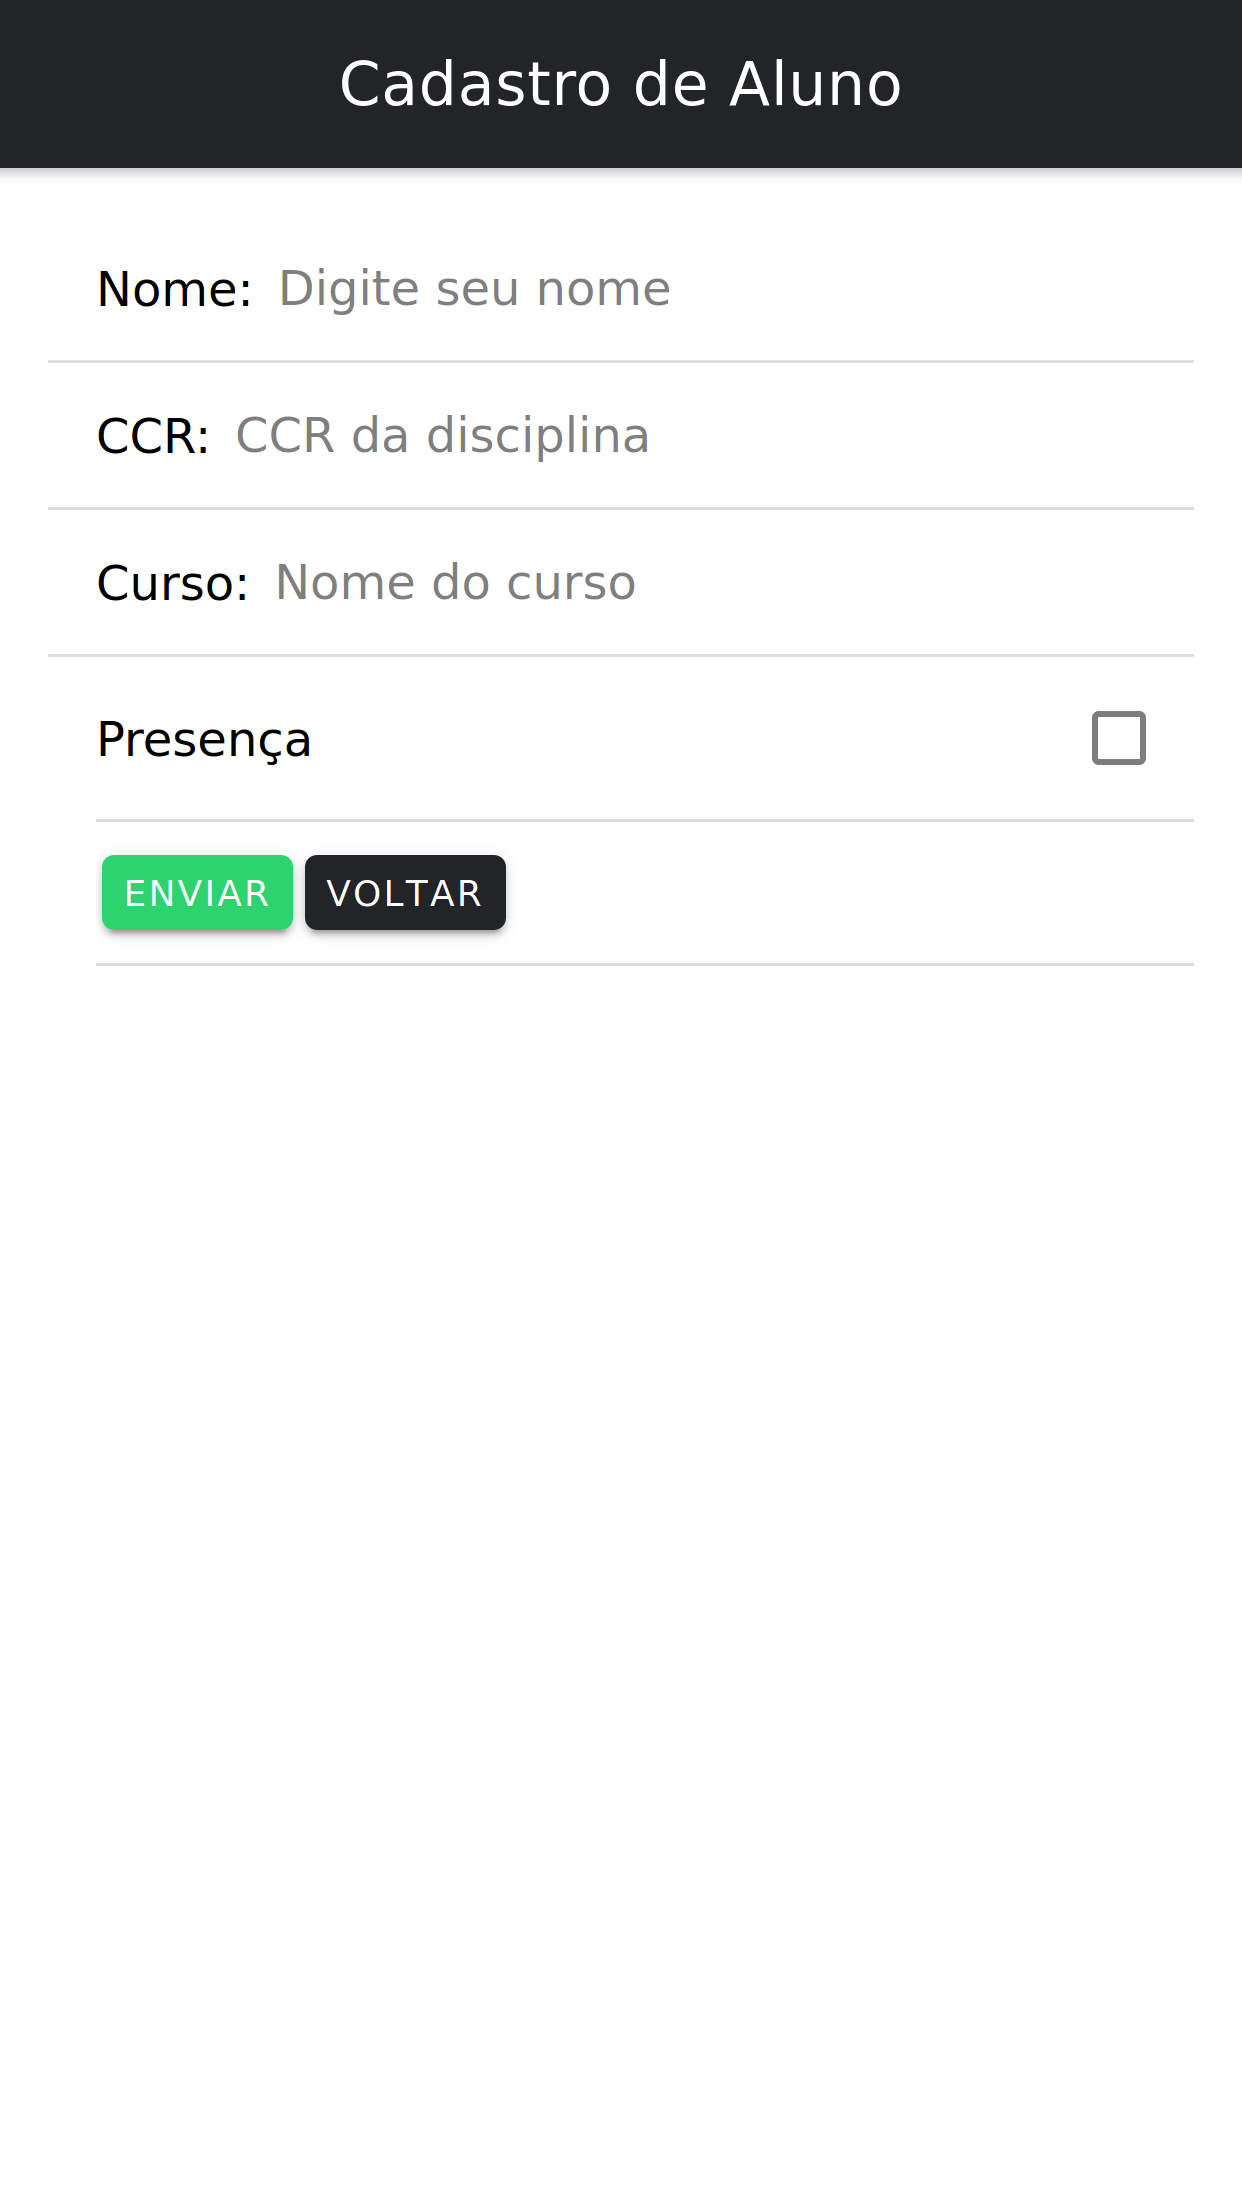 Cadastro de Aluno
Nome: Digite seu nome
CCR: CCR da disciplina
Curso: Nome do curso
Presença
ENVIAR VOLTAR